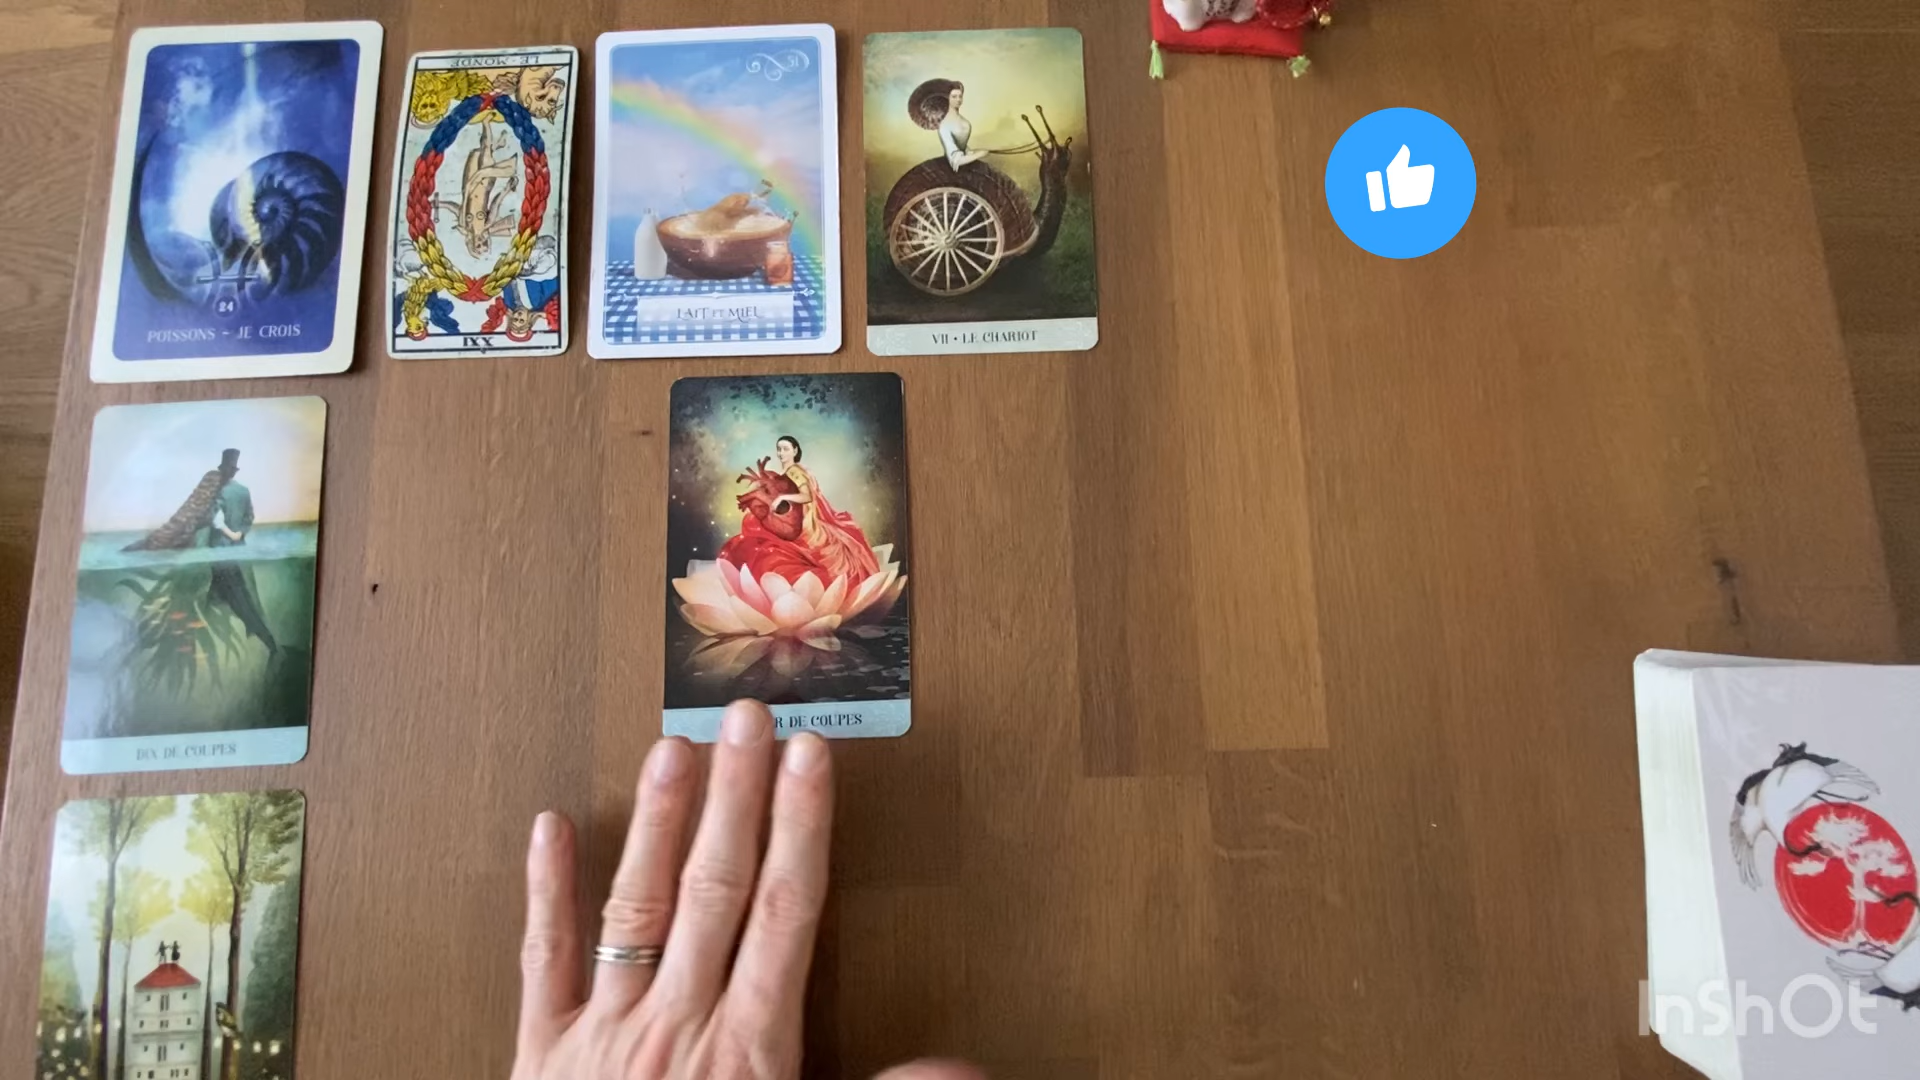 24
POISSONS ~ JE CROIS
LE·MONDE
XXI
51
LAIT ET MIEL
VII • LE CHARIOT
DIX DE COUPES
R DE COUPES
InShOt